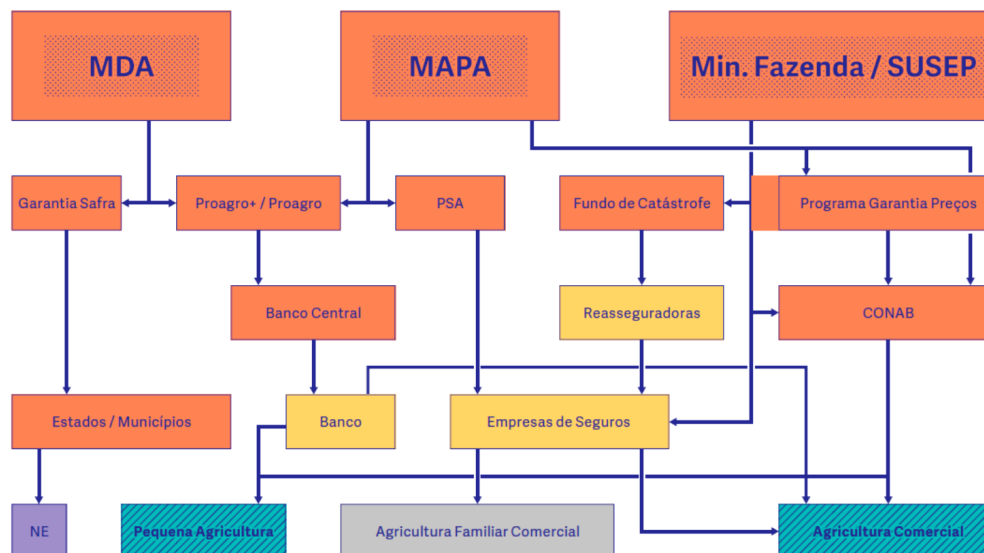 MDA
MAPA
Min. Fazenda / SUSEP
Garantia Safra
Proagro+ / Proagro
PSA
Fundo de Catástrofe
Programa Garantia Preços
Banco Central
Reasseguradoras
CONAB
Estados / Municípios
Banco
Empresas de Seguros
NE
Pequena Agricultura
Agricultura Familiar Comercial
Agricultura Comercial